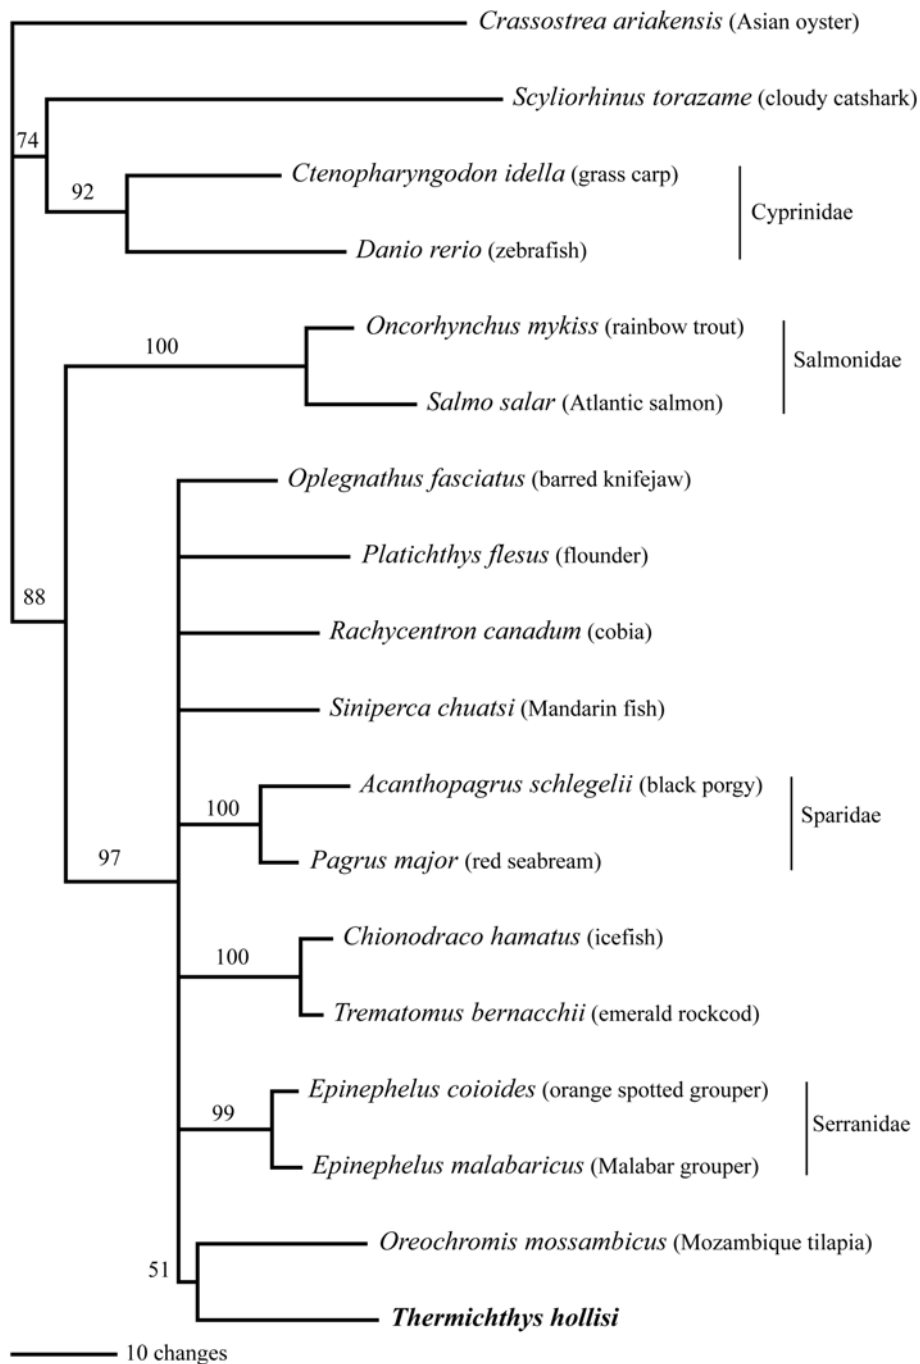 Crassostrea ariakensis (Asian oyster)
Scyliorhinus torazame (cloudy catshark)
74
Ctenopharyngodon idella (grass carp)
92
Cyprinidae
Danio rerio (zebrafish)
Oncorhynchus mykiss (rainbow trout)
100
Salmonidae
Salmo salar (Atlantic salmon)
Oplegnathus fasciatus (barred knifejaw)
Platichthys flesus (flounder)
88
Rachycentron canadum (cobia)
Siniperca chuatsi (Mandarin fish)
Acanthopagrus schlegelii (black porgy)
100
Sparidae
97
Pagrus major (red seabream)
Chionodraco hamatus (icefish)
100
Trematomus bernacchii (emerald rockcod)
Epinephelus coioides (orange spotted grouper)
99
Serranidae
Epinephelus malabaricus (Malabar grouper)
Oreochromis mossambicus (Mozambique tilapia)
51
Thermichthys hollisi
10 changes